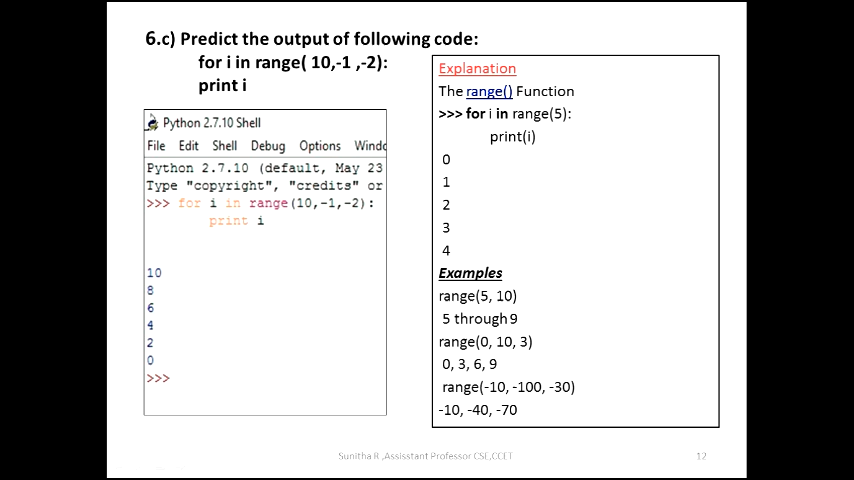 6.c) Predict the output of following code:
for i in range( 10,-1 ,-2):
print i
Python 2.7.10 Shell
File Edit Shell Debug Options Windo
Python 2.7.10 (default, May 23
Type "copyright", "credits" or
>>> for i in range(10,-1,-2):
print i
10
8
6
4
2
0
>>>
Explanation
The range() Function
>>> for i in range(5):
print(i)
0
1
2
3
4
Examples
range(5, 10)
5 through 9
range(0, 10, 3)
0, 3, 6, 9
range(-10, -100, -30)
-10, -40, -70
Sunitha R ,Assisstant Professor CSE,CCET
12